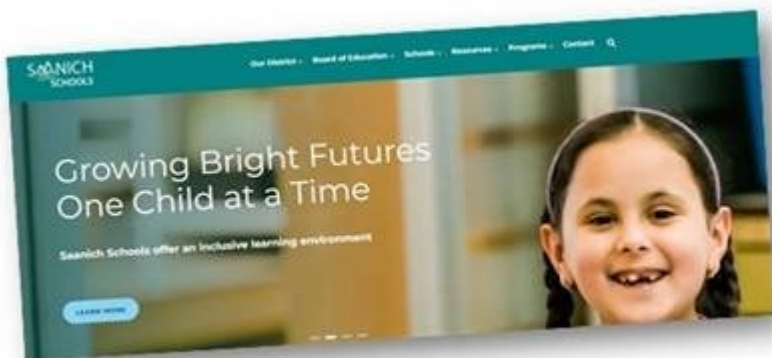 SAANICH
SCHOOLS
Our District
Board of Education
Schools
Resources
Programs
Contact
Growing Bright Futures
One Child at a Time
Saanich Schools offer an inclusive learning environment
LEARN MORE